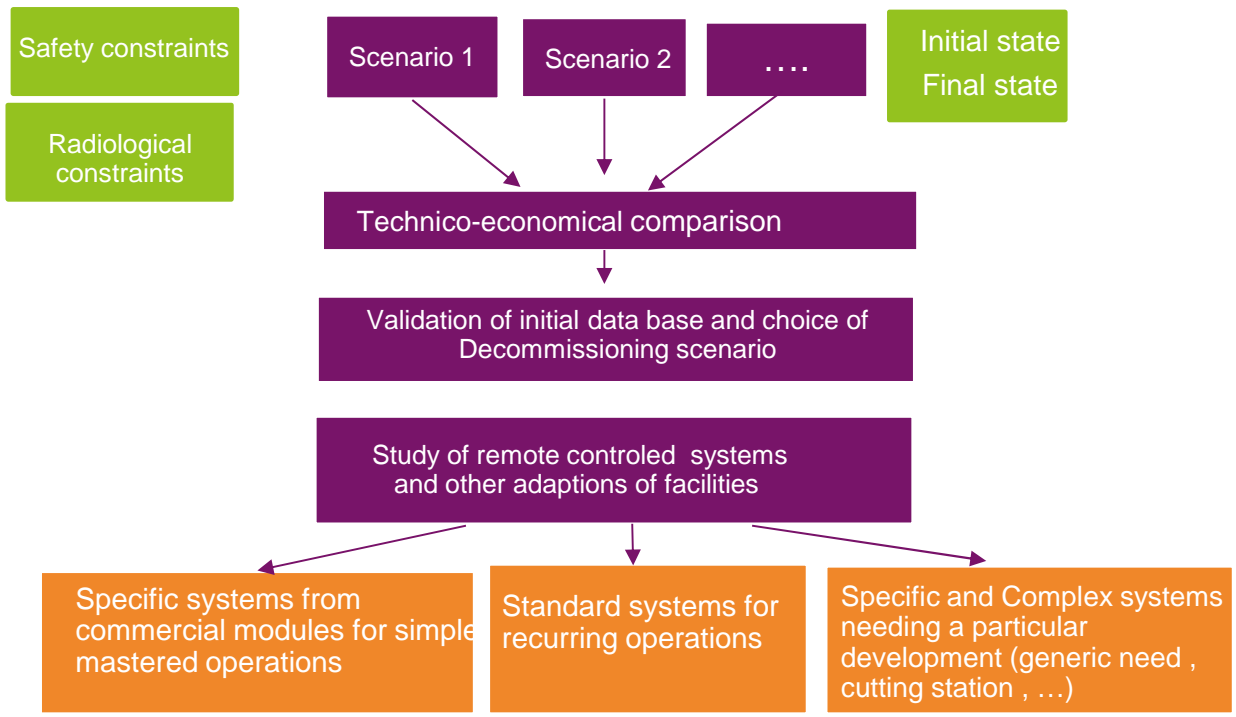 Safety constraints
Scenario 1
Scenario 2
....
Initial state
Final state
Radiological
constraints
Technico-economical comparison
Validation of initial data base and choice of
Decommissioning scenario
Study of remote controled systems
and other adaptions of facilities
Specific systems from
commercial modules for simple
mastered operations
Standard systems for
recurring operations
Specific and Complex systems
needing a particular
development (generic need ,
cutting station , …)